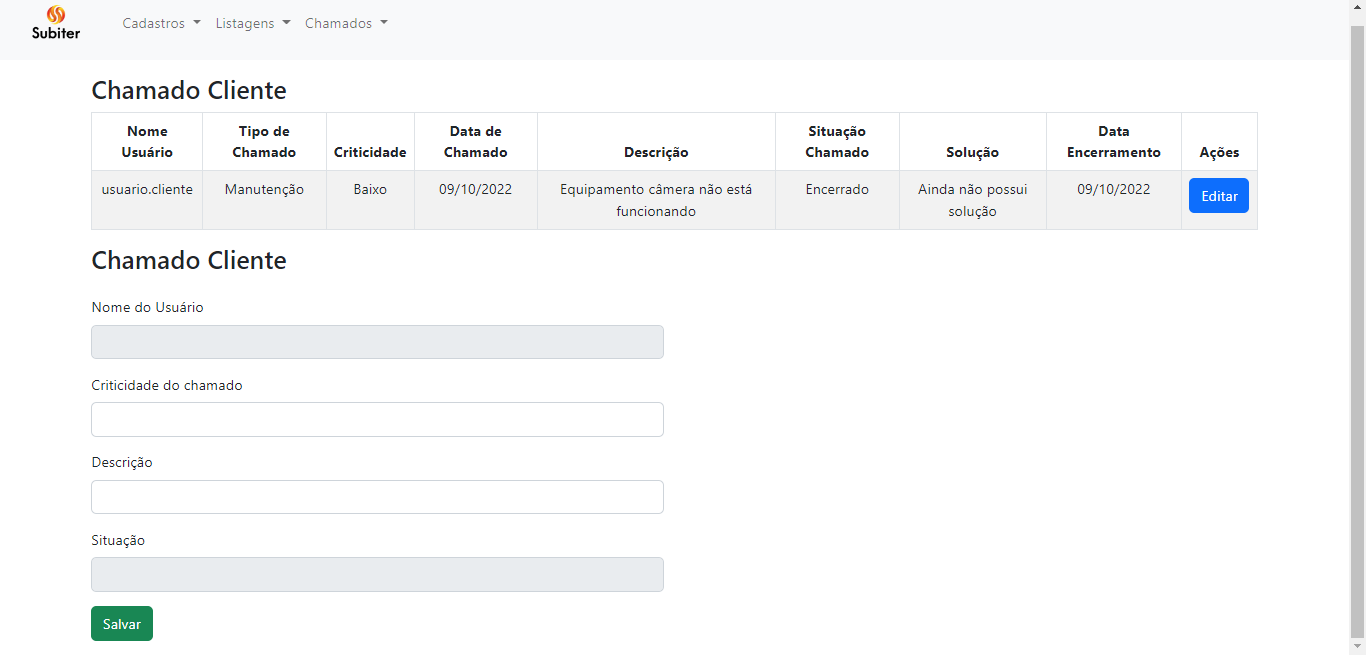 Subiter
Cadastros Listagens Chamados
Chamado Cliente
Nome Usuário Tipo de Chamado Criticidade Data de Chamado Descrição Situação Chamado Solução Data Encerramento Ações
usuario.cliente Manutenção Baixo 09/10/2022 Equipamento câmera não está funcionando Encerrado Ainda não possui solução 09/10/2022 Editar
Chamado Cliente
Nome do Usuário
Criticidade do chamado
Descrição
Situação
Salvar